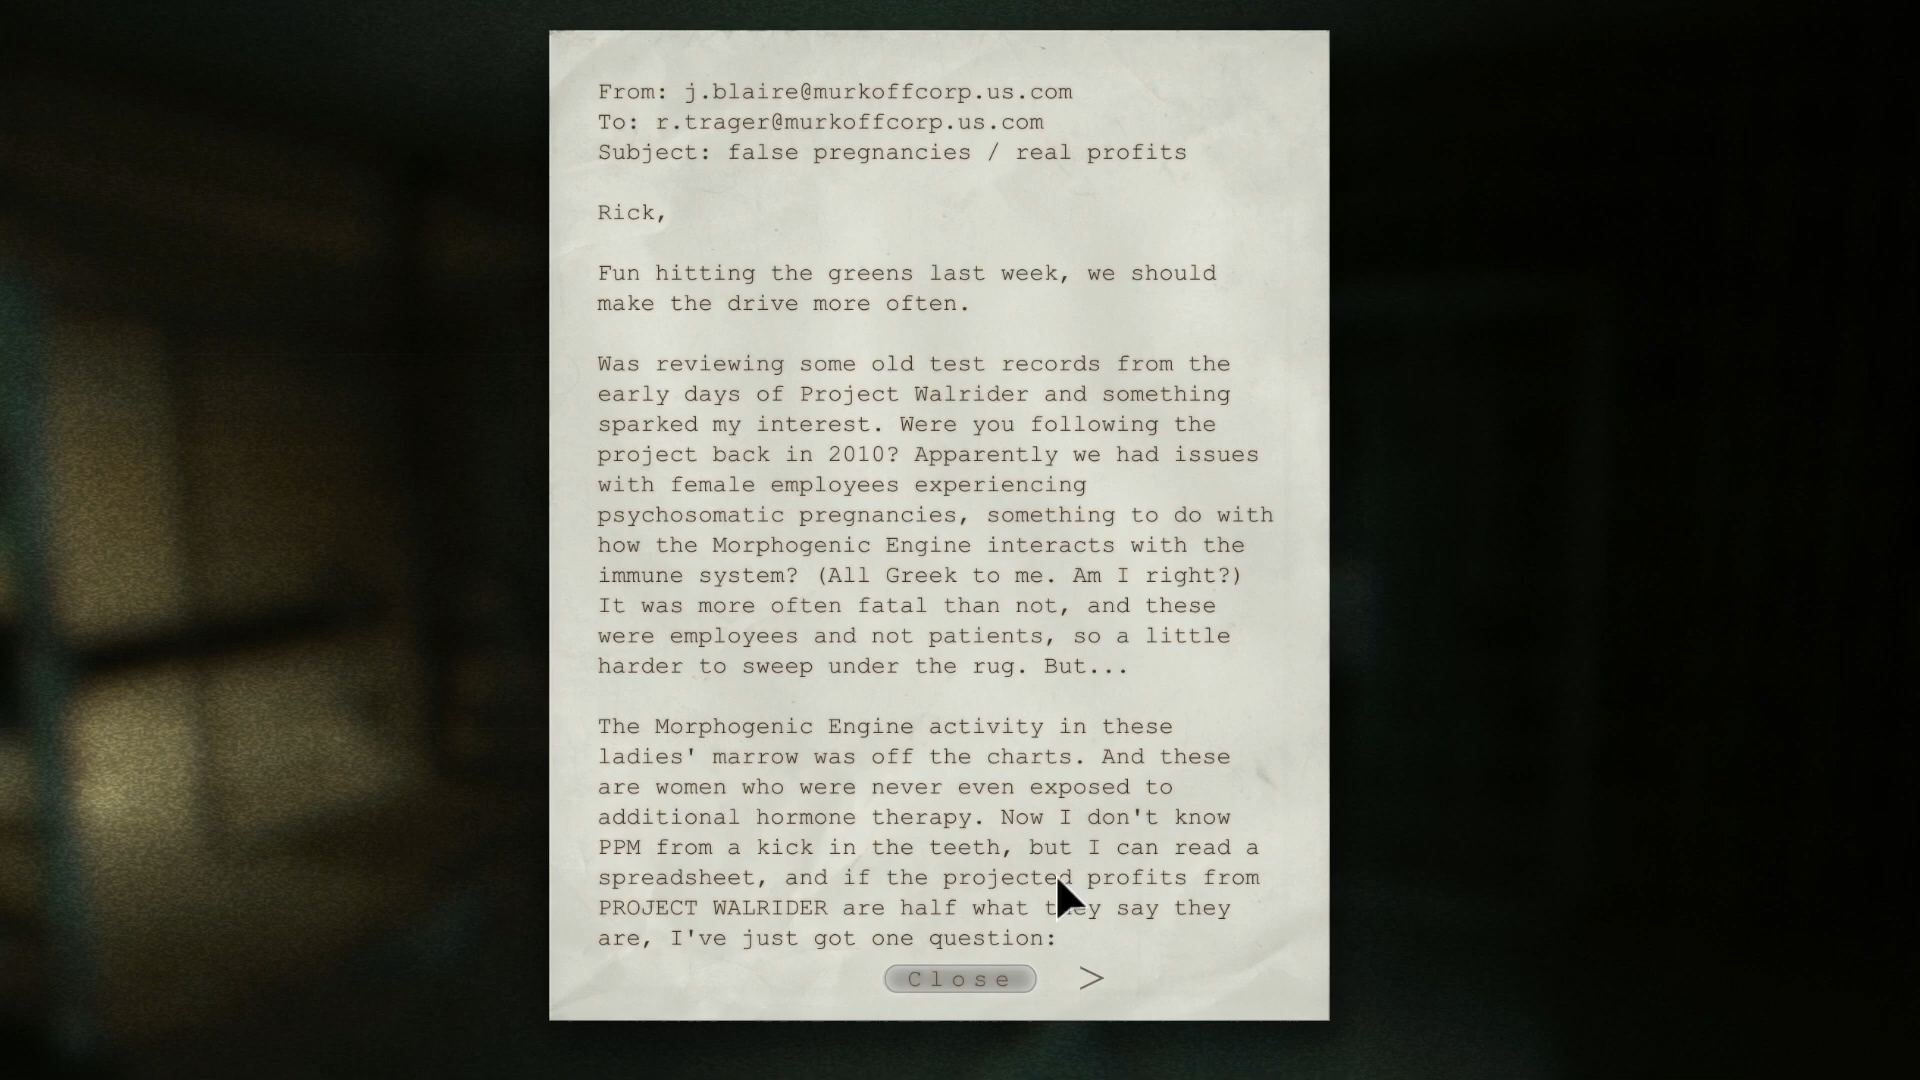 From: j.blaire@murkoffcorp.us.com
To: r.trager@murkoffcorp.us.com
Subject: false pregnancies / real profits
Rick,
Fun hitting the greens last week, we should
make the drive more often.
Was reviewing some old test records from the
early days of Project Walrider and something
sparked my interest. Were you following the
project back in 2010? Apparently we had issues
with female employees experiencing
psychosomatic pregnancies, something to do with
how the Morphogenic Engine interacts with the
immune system? (All Greek to me. Am I right?)
It was more often fatal than not, and these
were employees and not patients, so a little
harder to sweep under the rug. But...
The Morphogenic Engine activity in these
ladies' marrow was off the charts. And these
are women who were never even exposed to
additional hormone therapy. Now I don't know
PPM from a kick in the teeth, but I can read a
spreadsheet, and if the projected profits from
PROJECT WALRIDER are half what they say they
are, I've just got one question:
Close >